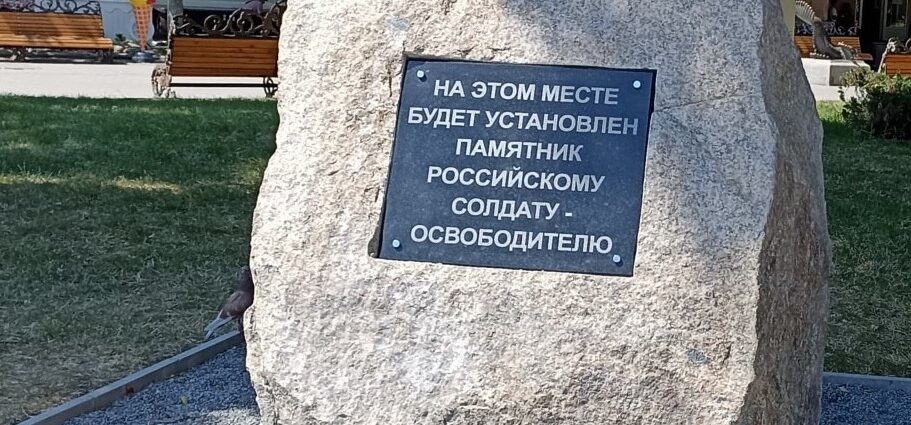 НА ЭТОМ МЕСТЕ
БУДЕТ УСТАНОВЛЕН
ПАМЯТНИК
РОССИЙСКОМУ
СОЛДАТУ -
ОСВОБОДИТЕЛЮ